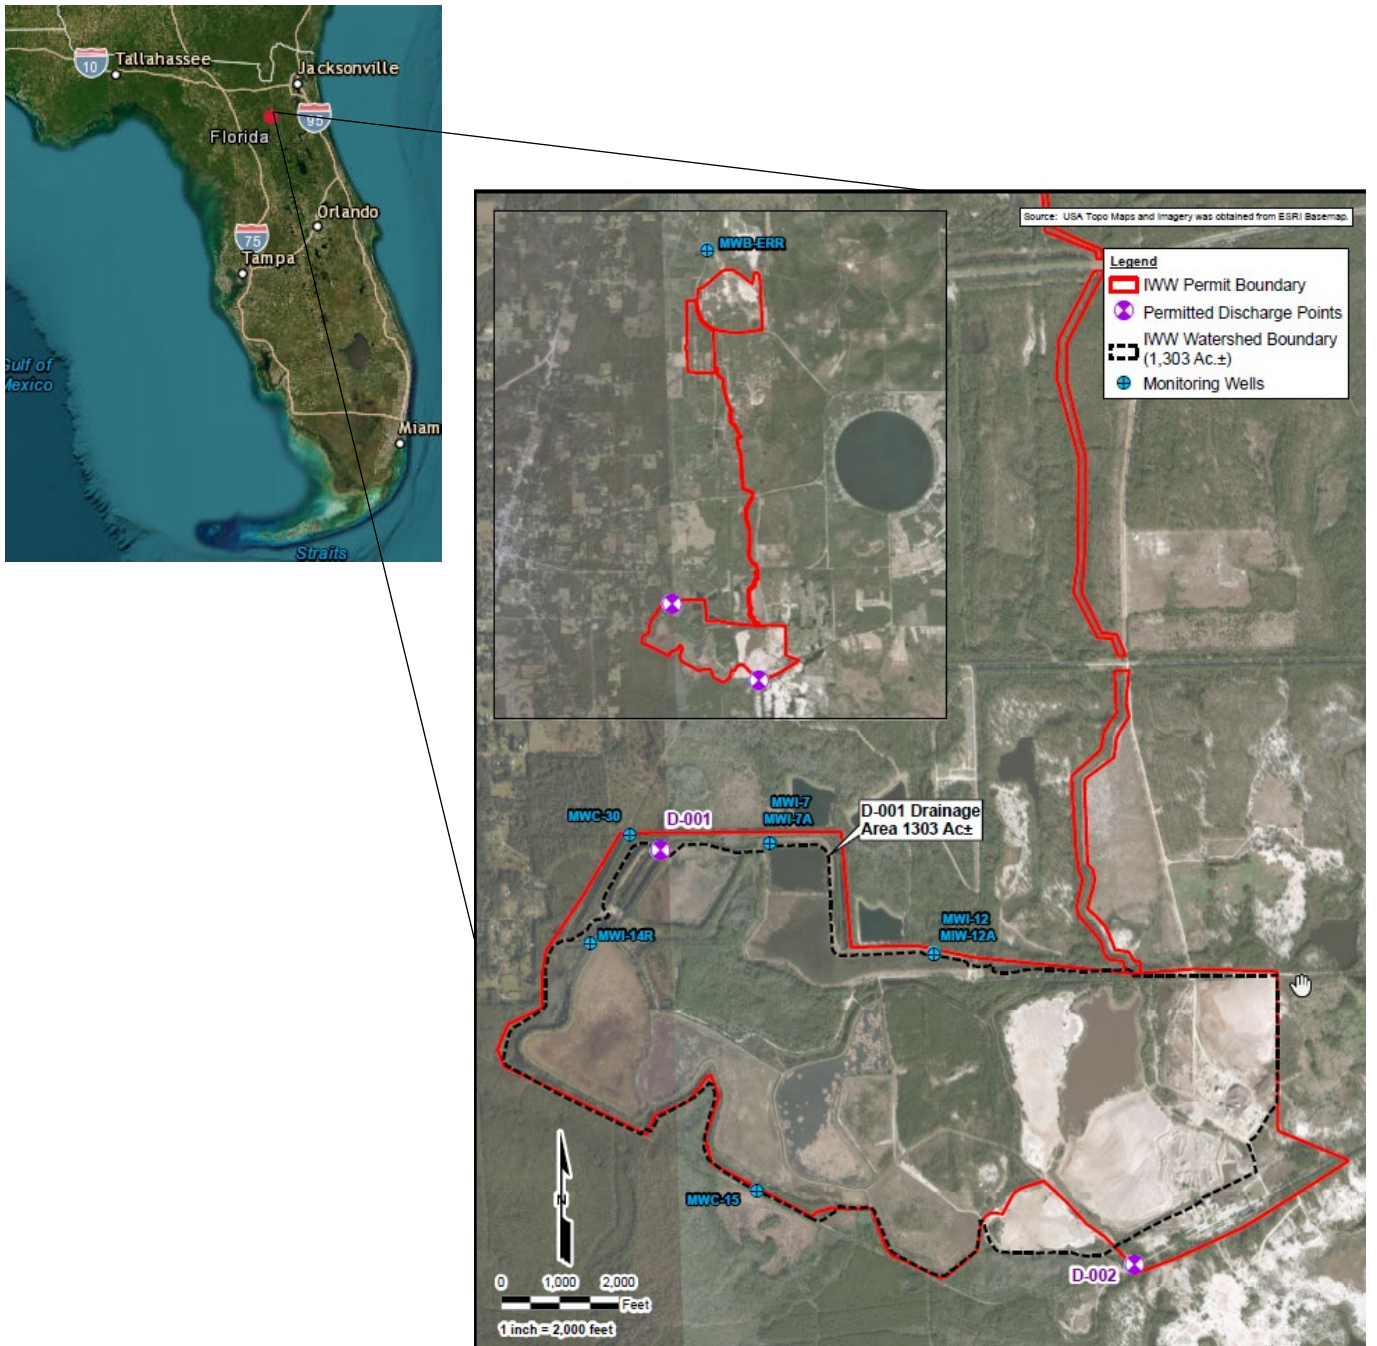 Tallahassee
10
Jacksonville
95
Florida
Orlando
75
Tampa
Gulf of
Mexico
Miam
Straits
Source: USA Topo Maps and Imagery was obtained from ESRI Basemap.
MWB-ERR
Legend
IWW Permit Boundary
Permitted Discharge Points
IWW Watershed Boundary
(1,303 Ac.±)
Monitoring Wells
MWI-7
MWI-7A
D-001 Drainage
Area 1303 Ac±
MWC-30
D-001
MWI-12
MIW-12A
MWI-14R
MWC-15
N
D-002
0 1,000 2,000
Feet
1 inch = 2,000 feet